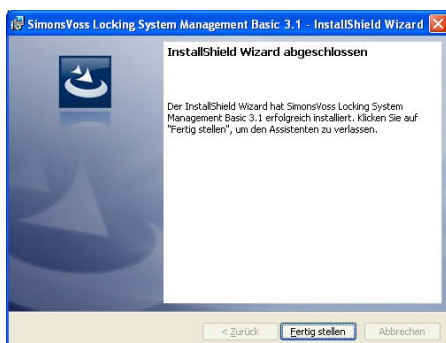 SimonsVoss Locking System Management Basic 3.1 - InstallShield Wizard
InstallShield Wizard abgeschlossen
Der InstallShield Wizard hat SimonsVoss Locking System
Management Basic 3.1 erfolgreich installiert. Klicken Sie auf
"Fertig stellen", um den Assistenten zu verlassen.
< Zurück Fertig stellen Abbrechen